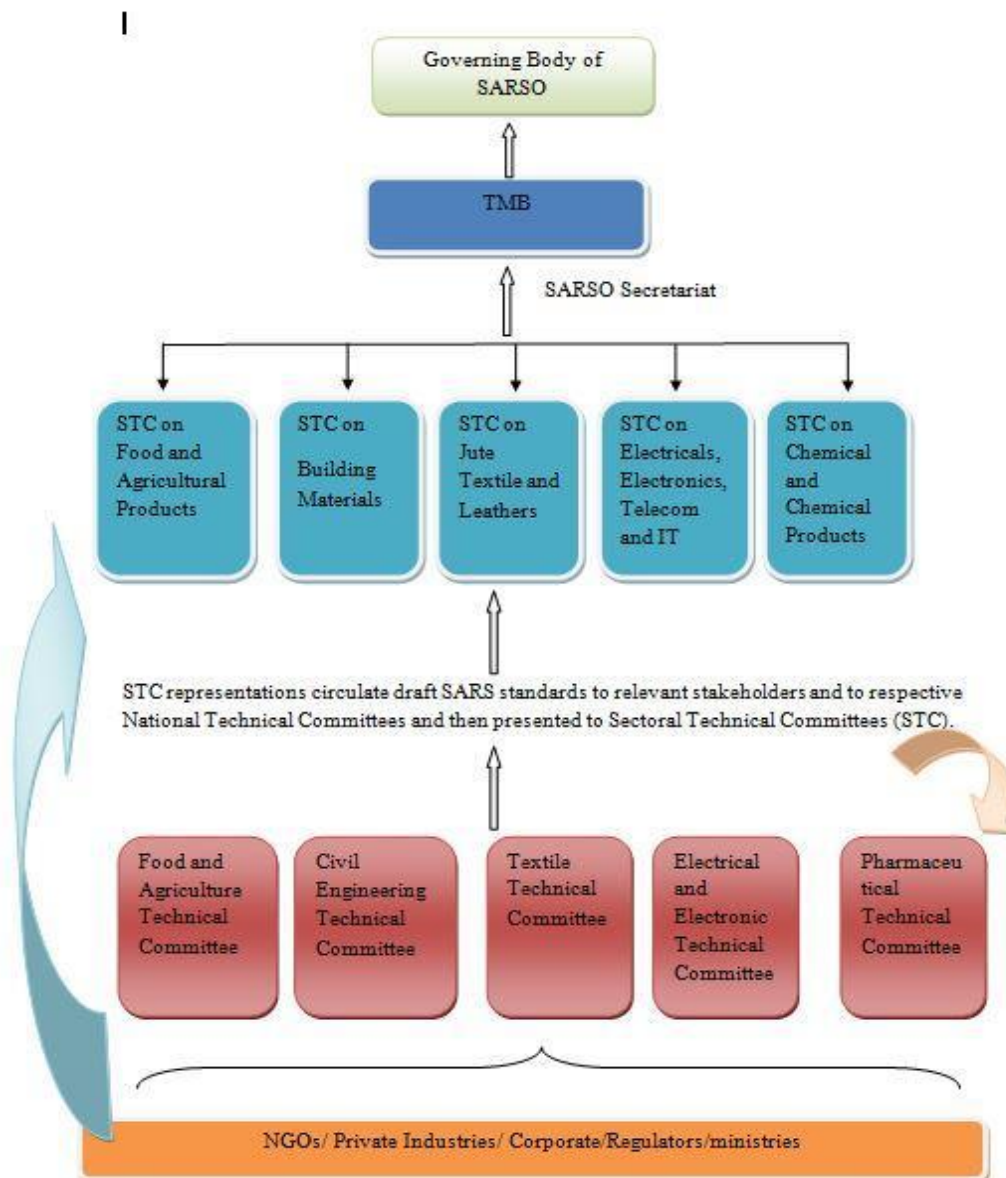 I
Governing Body of
SARSO
TMB
SARSO Secretariat
STC on
Food and
Agricultural
Products
STC on
Building
Materials
STC on
Jute
Textile and
Leathers
STC on
Electricals,
Electronics,
Telecom
and IT
STC on
Chemical
and
Chemical
Products
STC representations circulate draft SARS standards to relevant stakeholders and to respective
National Technical Committees and then presented to Sectoral Technical Committees (STC).
Food and
Agriculture
Technical
Committee
Civil
Engineering
Technical
Committee
Textile
Technical
Committee
Electrical
and
Electronic
Technical
Committee
Pharmaceu
tical
Technical
Committee
NGOs/ Private Industries/ Corporate/Regulators/ministries